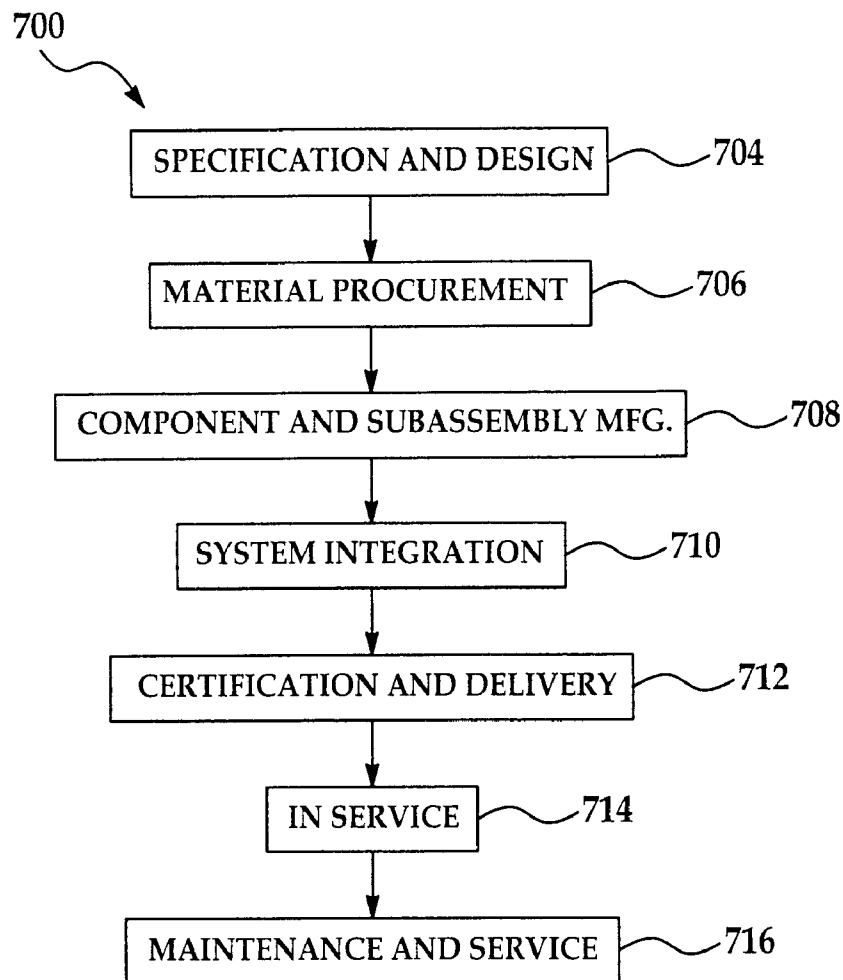 700
SPECIFICATION AND DESIGN 704
MATERIAL PROCUREMENT 706
COMPONENT AND SUBASSEMBLY MFG. 708
SYSTEM INTEGRATION 710
CERTIFICATION AND DELIVERY 712
IN SERVICE 714
MAINTENANCE AND SERVICE 716